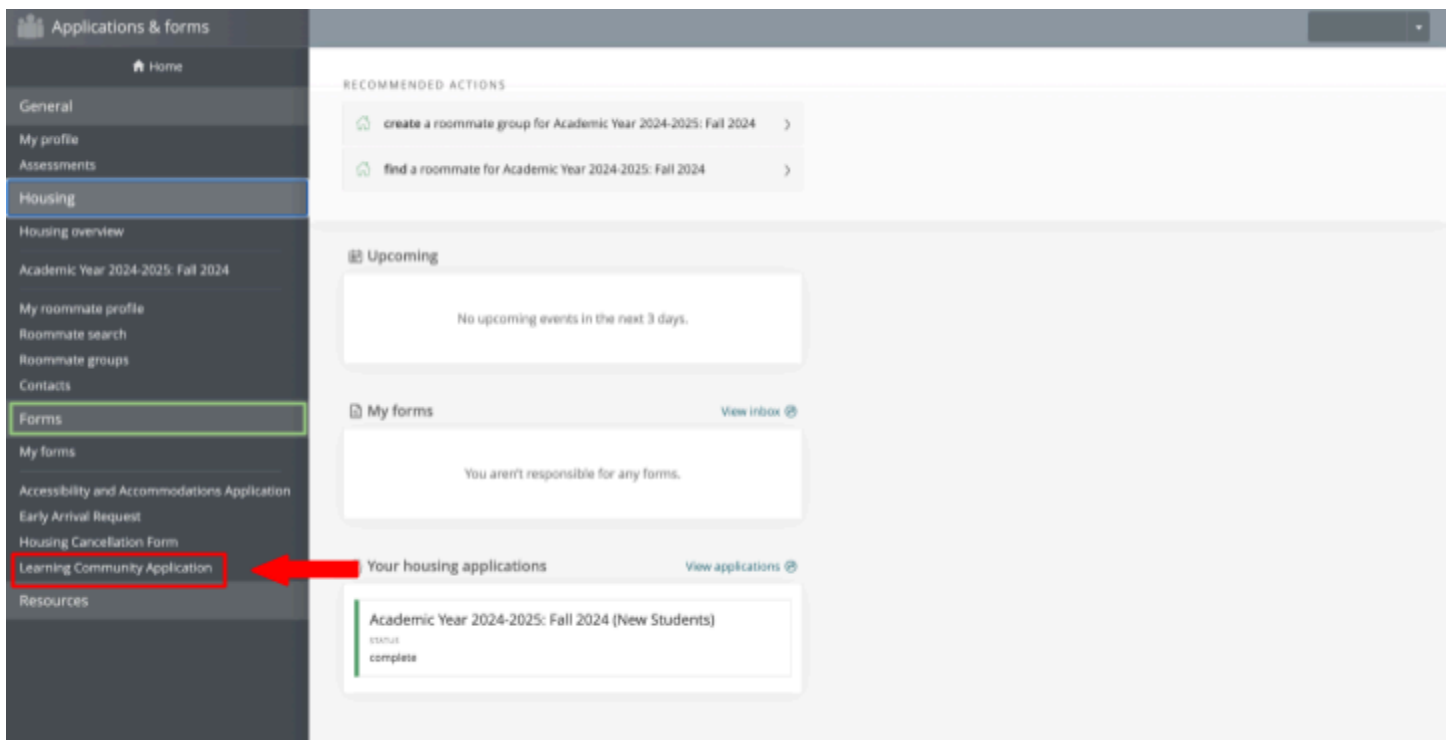 Applications & forms
Home
General
My profile
Assessments
Housing
Housing overview
Academic Year 2024-2025: Fall 2024
My roommate profile
Roommate search
Roommate groups
Contacts
Forms
My forms
Accessibility and Accommodations Application
Early Arrival Request
Housing Cancellation Form
Learning Community Application
Resources
RECOMMENDED ACTIONS
create a roommate group for Academic Year 2024-2025: Fall 2024
find a roommate for Academic Year 2024-2025: Fall 2024
Upcoming
No upcoming events in the next 3 days.
My forms View inbox
You aren't responsible for any forms.
Your housing applications View applications
Academic Year 2024-2025: Fall 2024 (New Students)
STATUS
complete